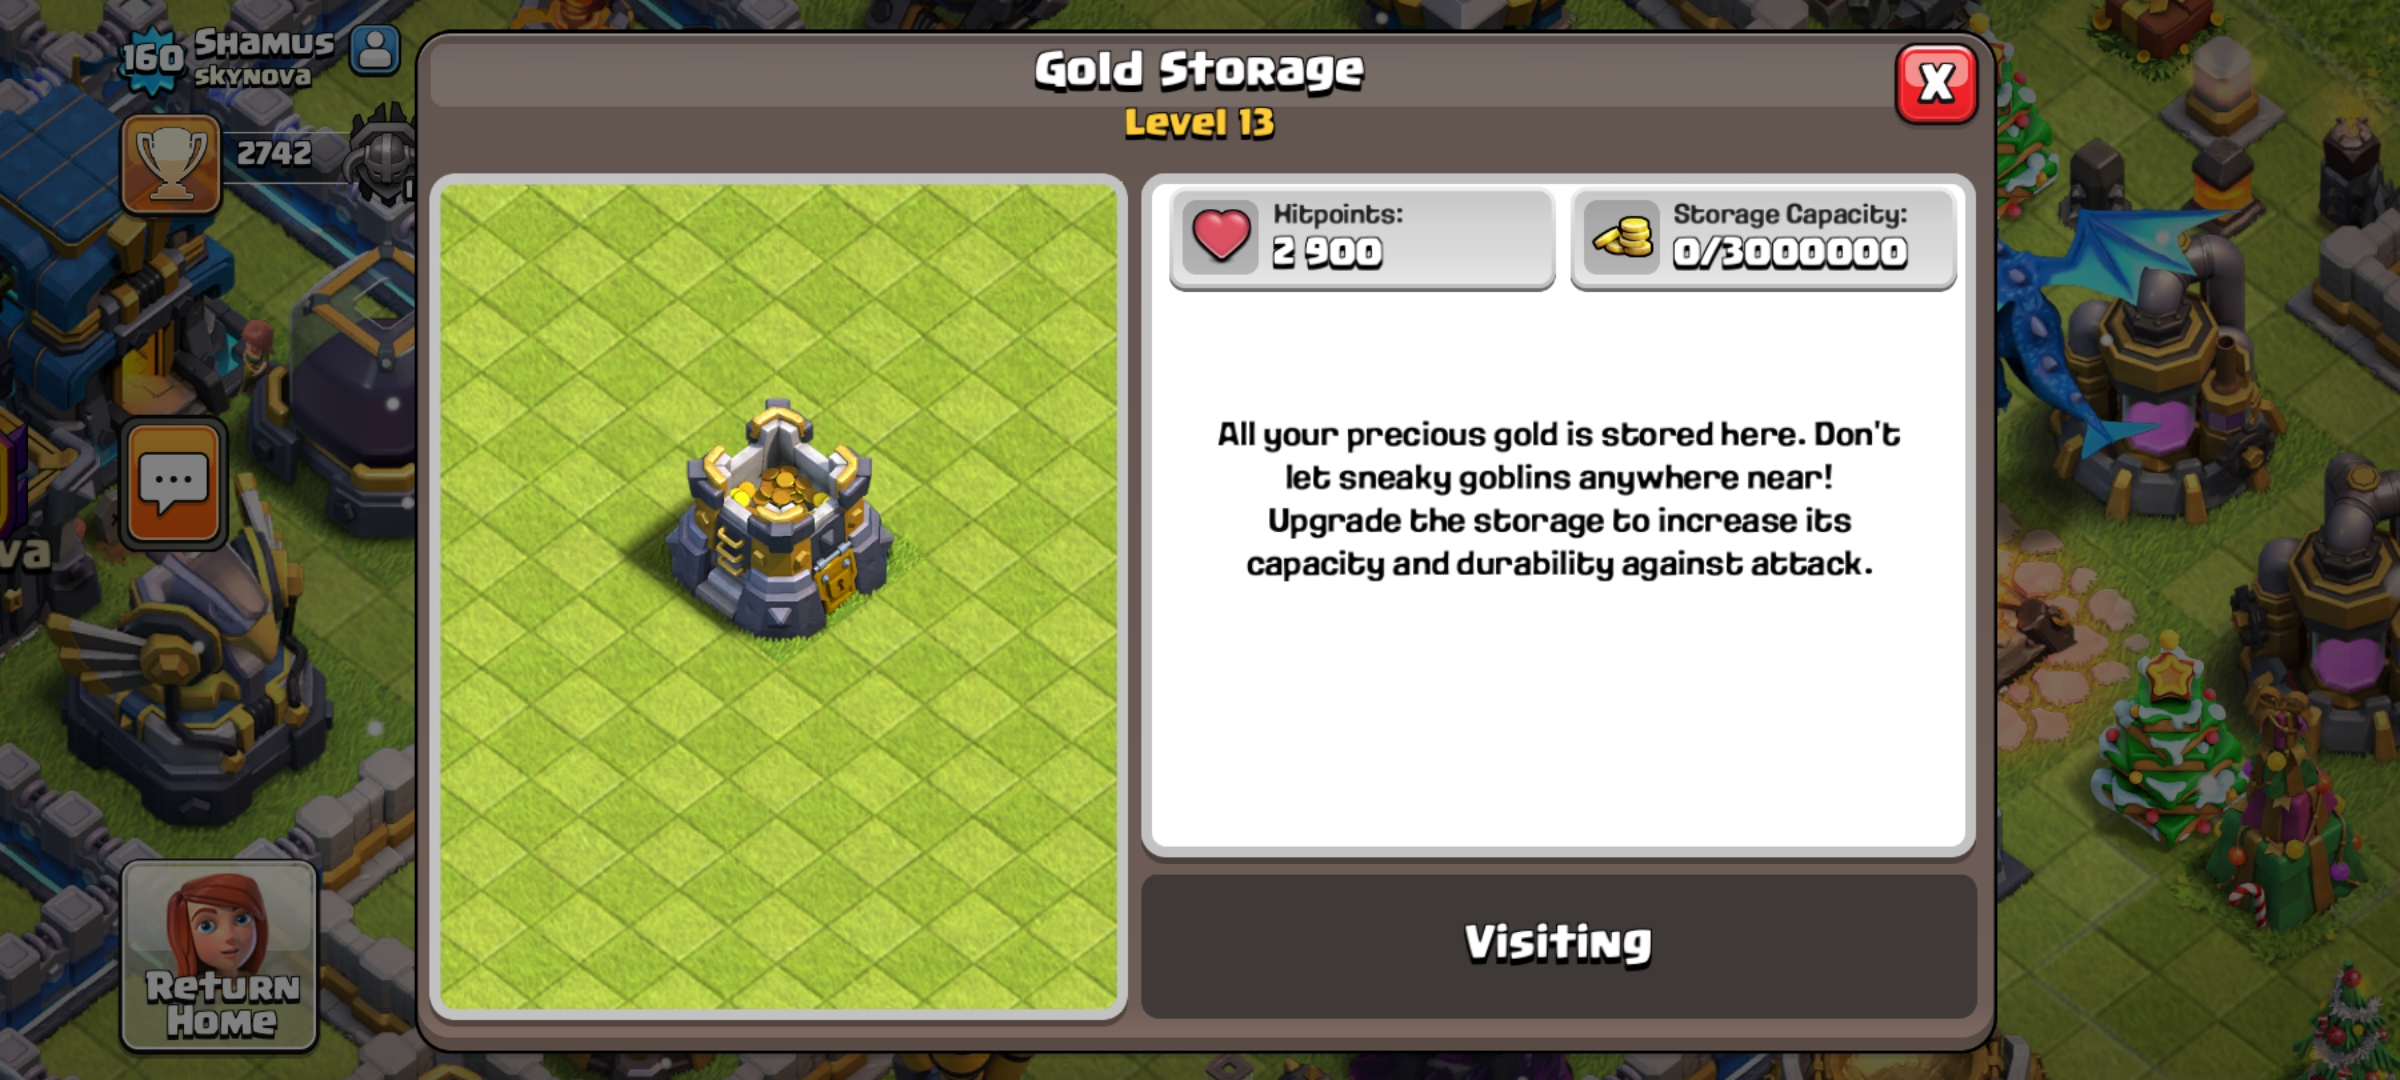 160
Shamus
skynova
2742
Gold Storage
Level 13
X
Hitpoints:
2 900
Storage Capacity:
0/3000000
All your precious gold is stored here. Don't
let sneaky goblins anywhere near!
Upgrade the storage to increase its
capacity and durability against attack.
va
Visiting
Return
Home